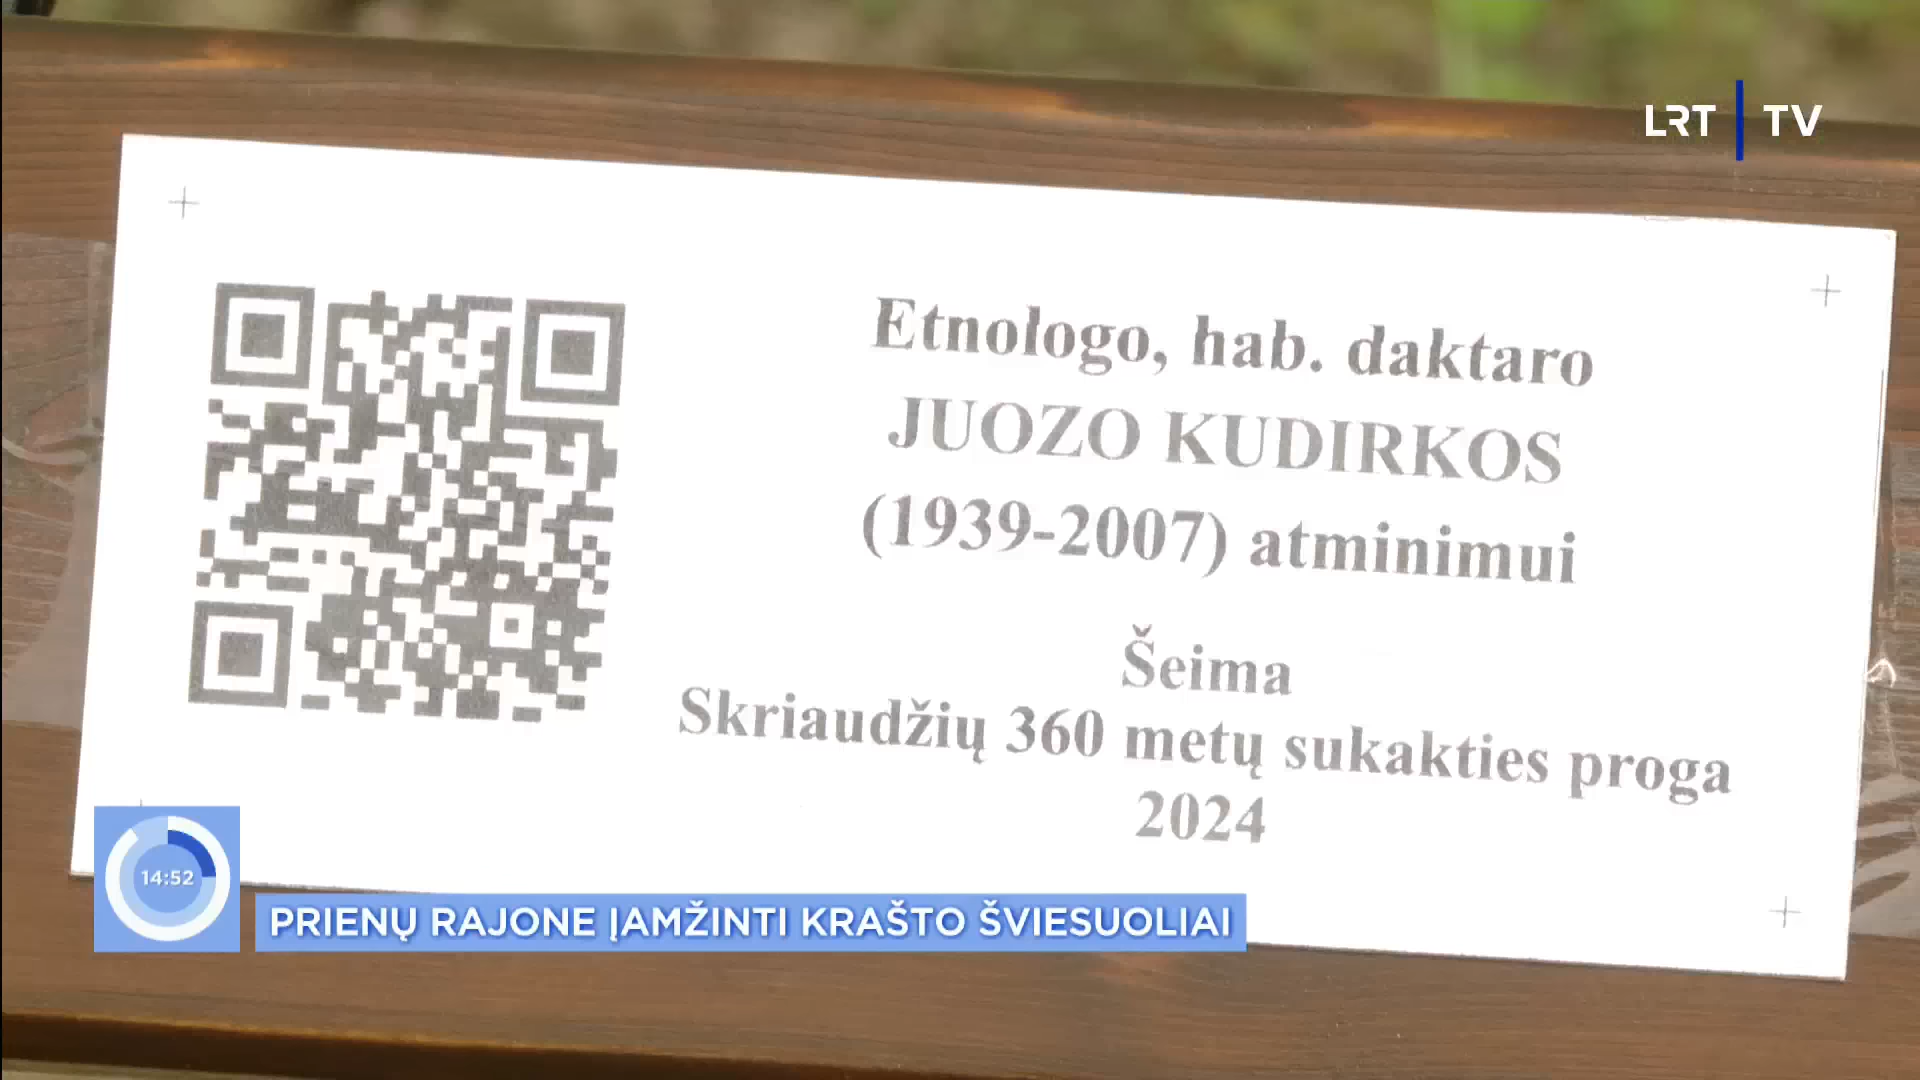 LRT TV
Etnologo, hab. daktaro
JUOZO KUDIRKOS
(1939-2007) atminimui
Šeima
Skriaudžių 360 metų sukakties proga
2024
14:52
PRIENŲ RAJONE ĮAMŽINTI KRAŠTO ŠVIESUOLIAI